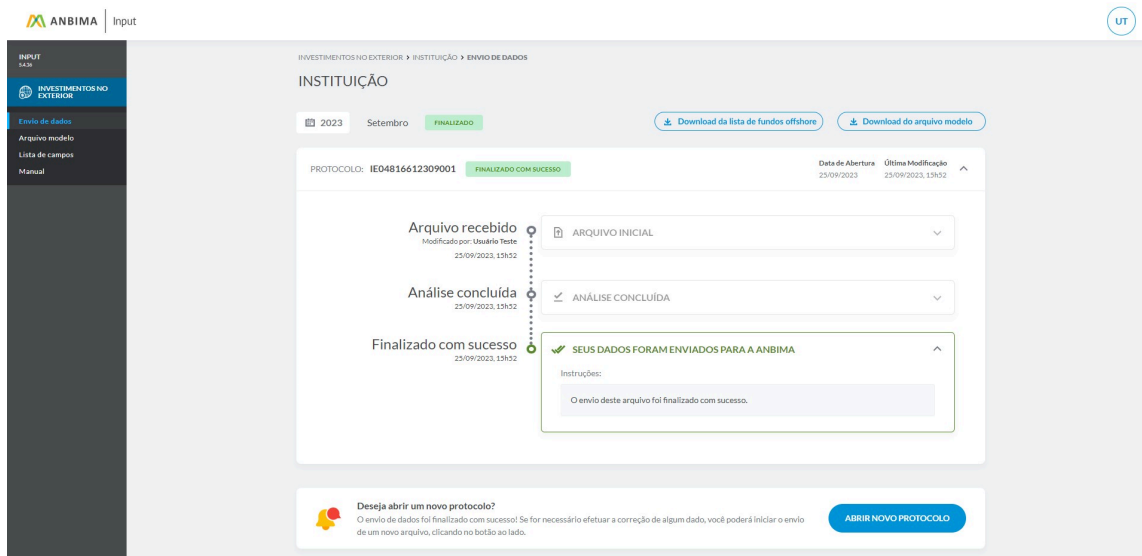 ANBIMA
Input
UT
INPUT
5.4.36
INVESTIMENTOS NO
EXTERIOR
Envio de dados
Arquivo modelo
Lista de campos
Manual
INVESTIMENTOS NO EXTERIOR > INSTITUIÇÃO > ENVIO DE DADOS
INSTITUIÇÃO
2023 Setembro FINALIZADO Download da lista de fundos offshore Download do arquivo modelo
PROTOCOLO: IE04816612309001 FINALIZADO COM SUCESSO
Data de Abertura Última Modificação
25/09/2023 25/09/2023, 15h52
Arquivo recebido
Modificado por: Usuário Teste
25/09/2023, 15h52
ARQUIVO INICIAL
Análise concluída
25/09/2023, 15h52
ANÁLISE CONCLUÍDA
Finalizado com sucesso
25/09/2023, 15h52
SEUS DADOS FORAM ENVIADOS PARA A ANBIMA
Instruções:
O envio deste arquivo foi finalizado com sucesso.
Deseja abrir um novo protocolo?
O envio de dados foi finalizado com sucesso! Se for necessário efetuar a correção de algum dado, você poderá iniciar o envio
de um novo arquivo, clicando no botão ao lado.
ABRIR NOVO PROTOCOLO